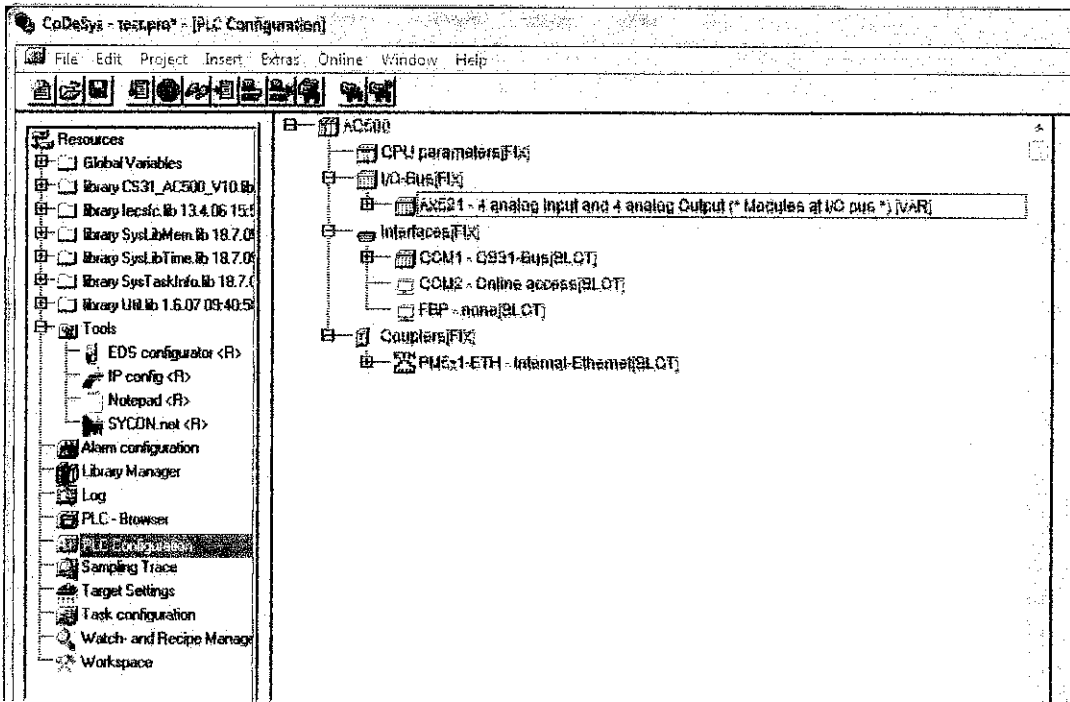 CoDeSys - test.pro* - [PLC Configuration]
File Edit Project Insert Extras Online Window Help
Resources
Global Variables
library CS31_AC500_V10.lib
library Iecsfc.lib 13.4.06 15:5
library SysLibMem.lib 18.7.0
library SysLibTime.lib 18.7.0
library SysTaskInfo.lib 18.7.0
library Util.lib 1.6.07 09:40:5
Tools
EDS configurator <R>
IP config <R>
Notepad <R>
SYCON.net <R>
Alarm configuration
Library Manager
Log
PLC - Browser
PLC Configuration
Sampling Trace
Target Settings
Task configuration
Watch- and Recipe Manage
Workspace
AC500
CPU parameters[FIX]
I/O-Bus[FIX]
AX521 - 4 analog Input and 4 analog Output (* Modules at I/O bus *) [VAR]
Interfaces[FIX]
COM1 - CS31-Bus[SLOT]
COM2 - Online access[SLOT]
FBP - none[SLOT]
Couplers[FIX]
PM5x1-ETH - Internal-Ethernet[SLOT]